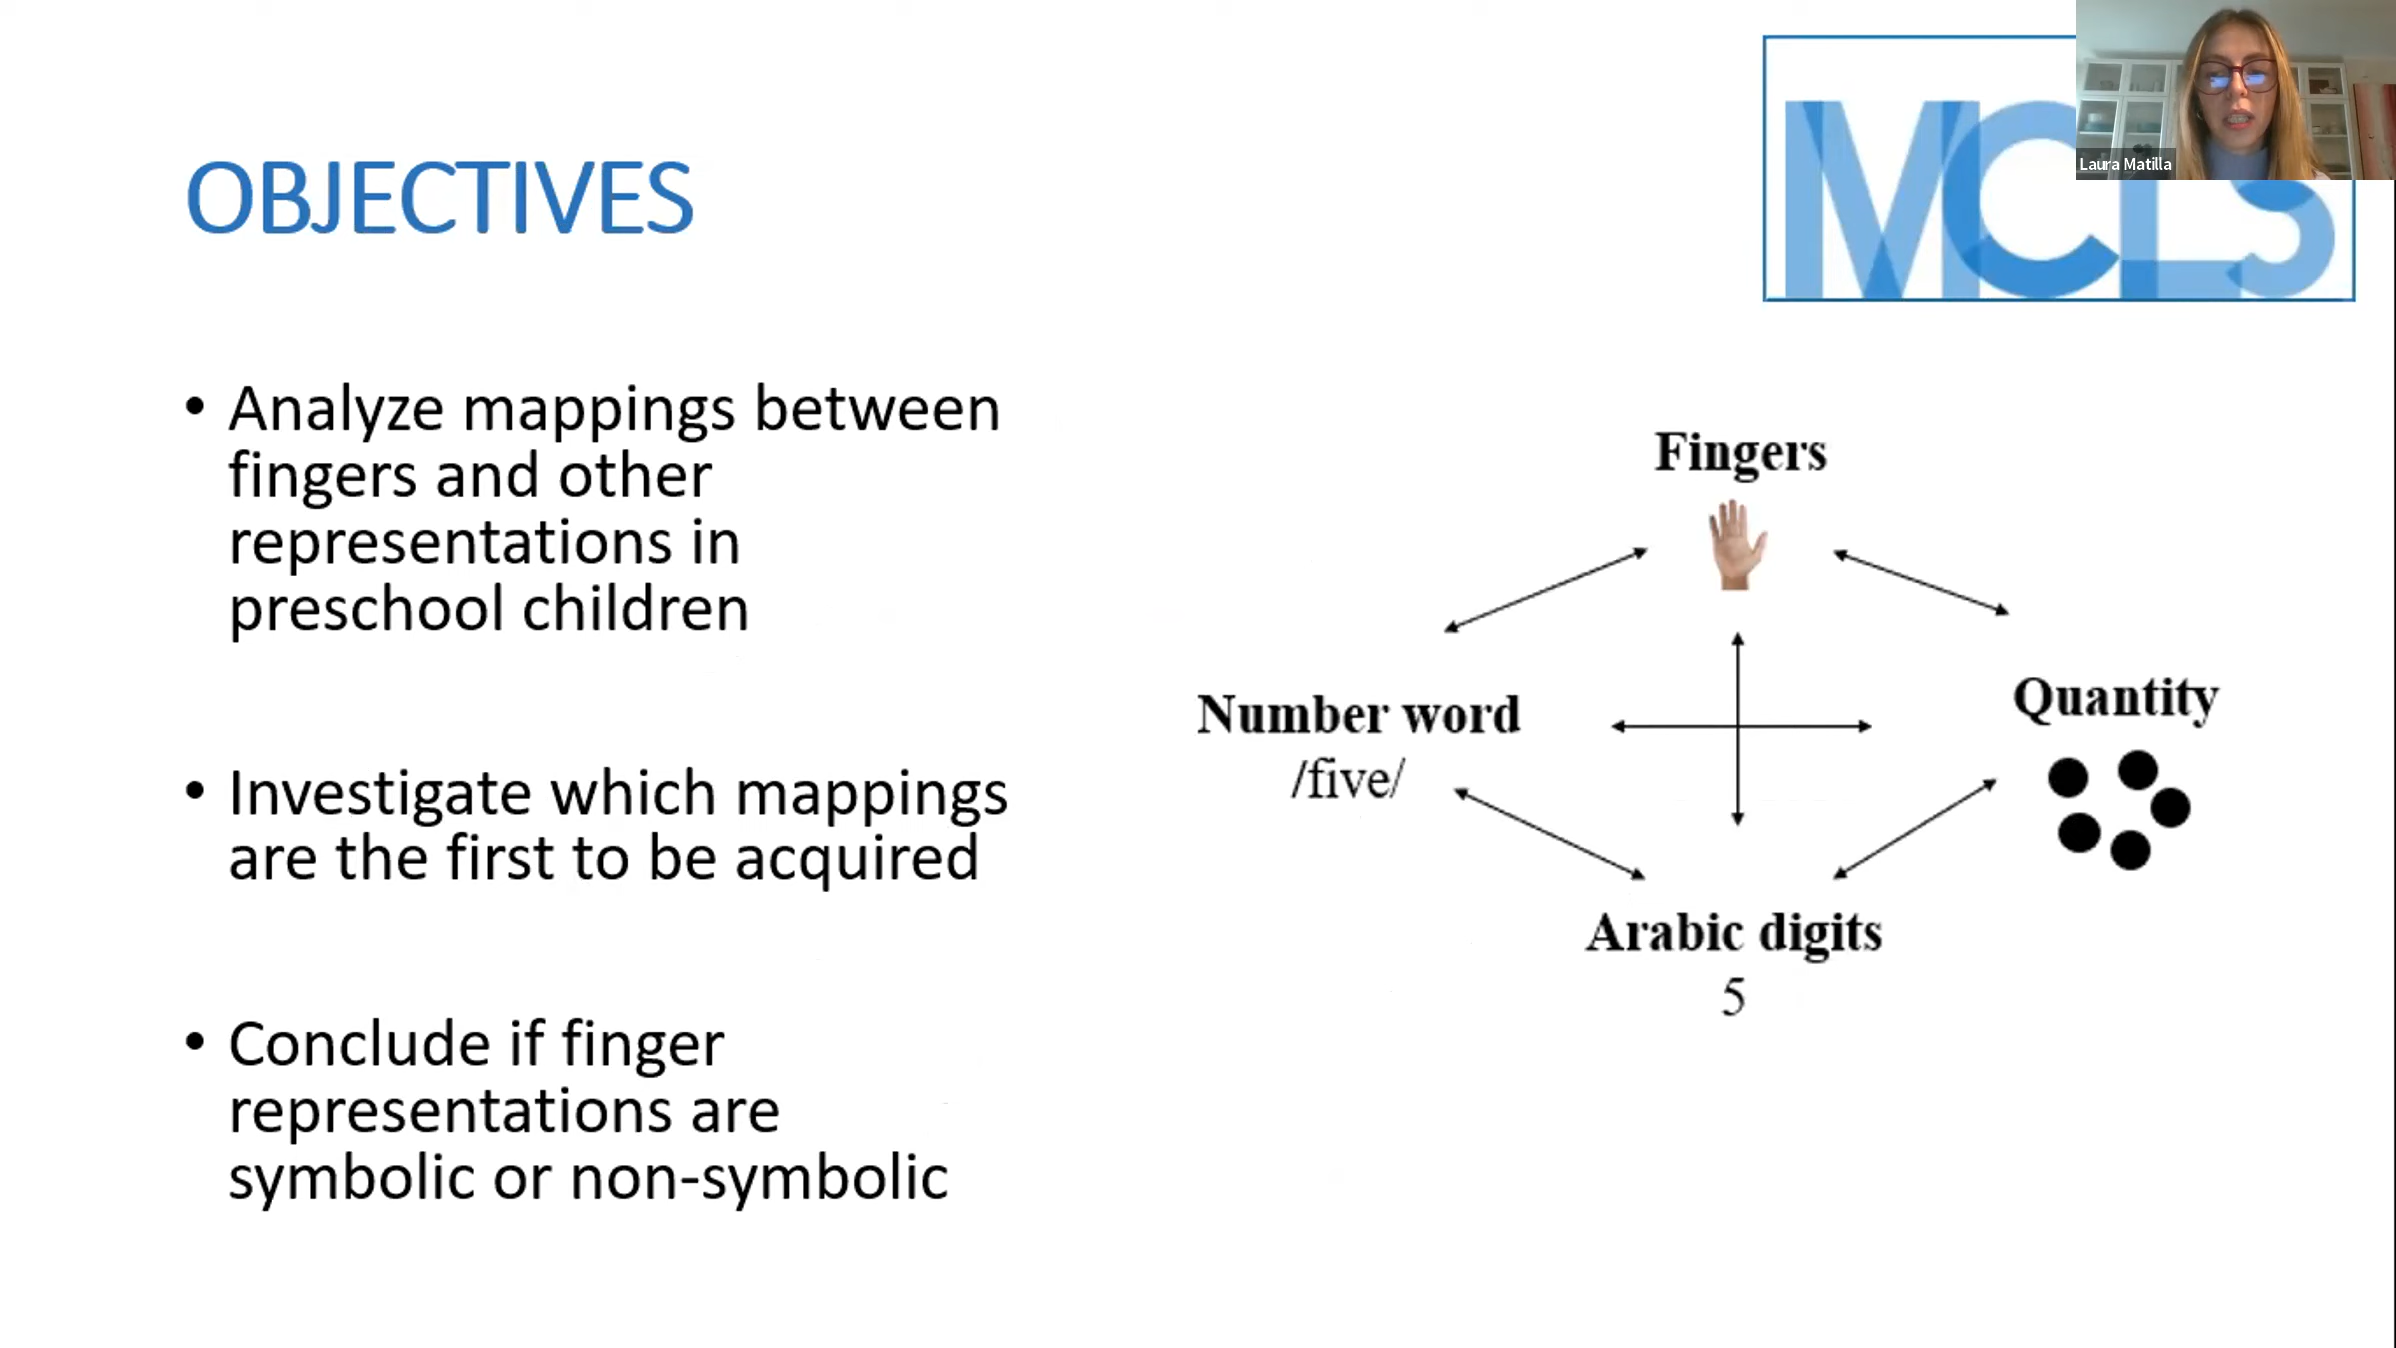 OBJECTIVES
MCLS
Laura Matilla
• Analyze mappings between
fingers and other
representations in
preschool children
• Investigate which mappings
are the first to be acquired
• Conclude if finger
representations are
symbolic or non-symbolic
Fingers
Number word
/five/
Quantity
Arabic digits
5